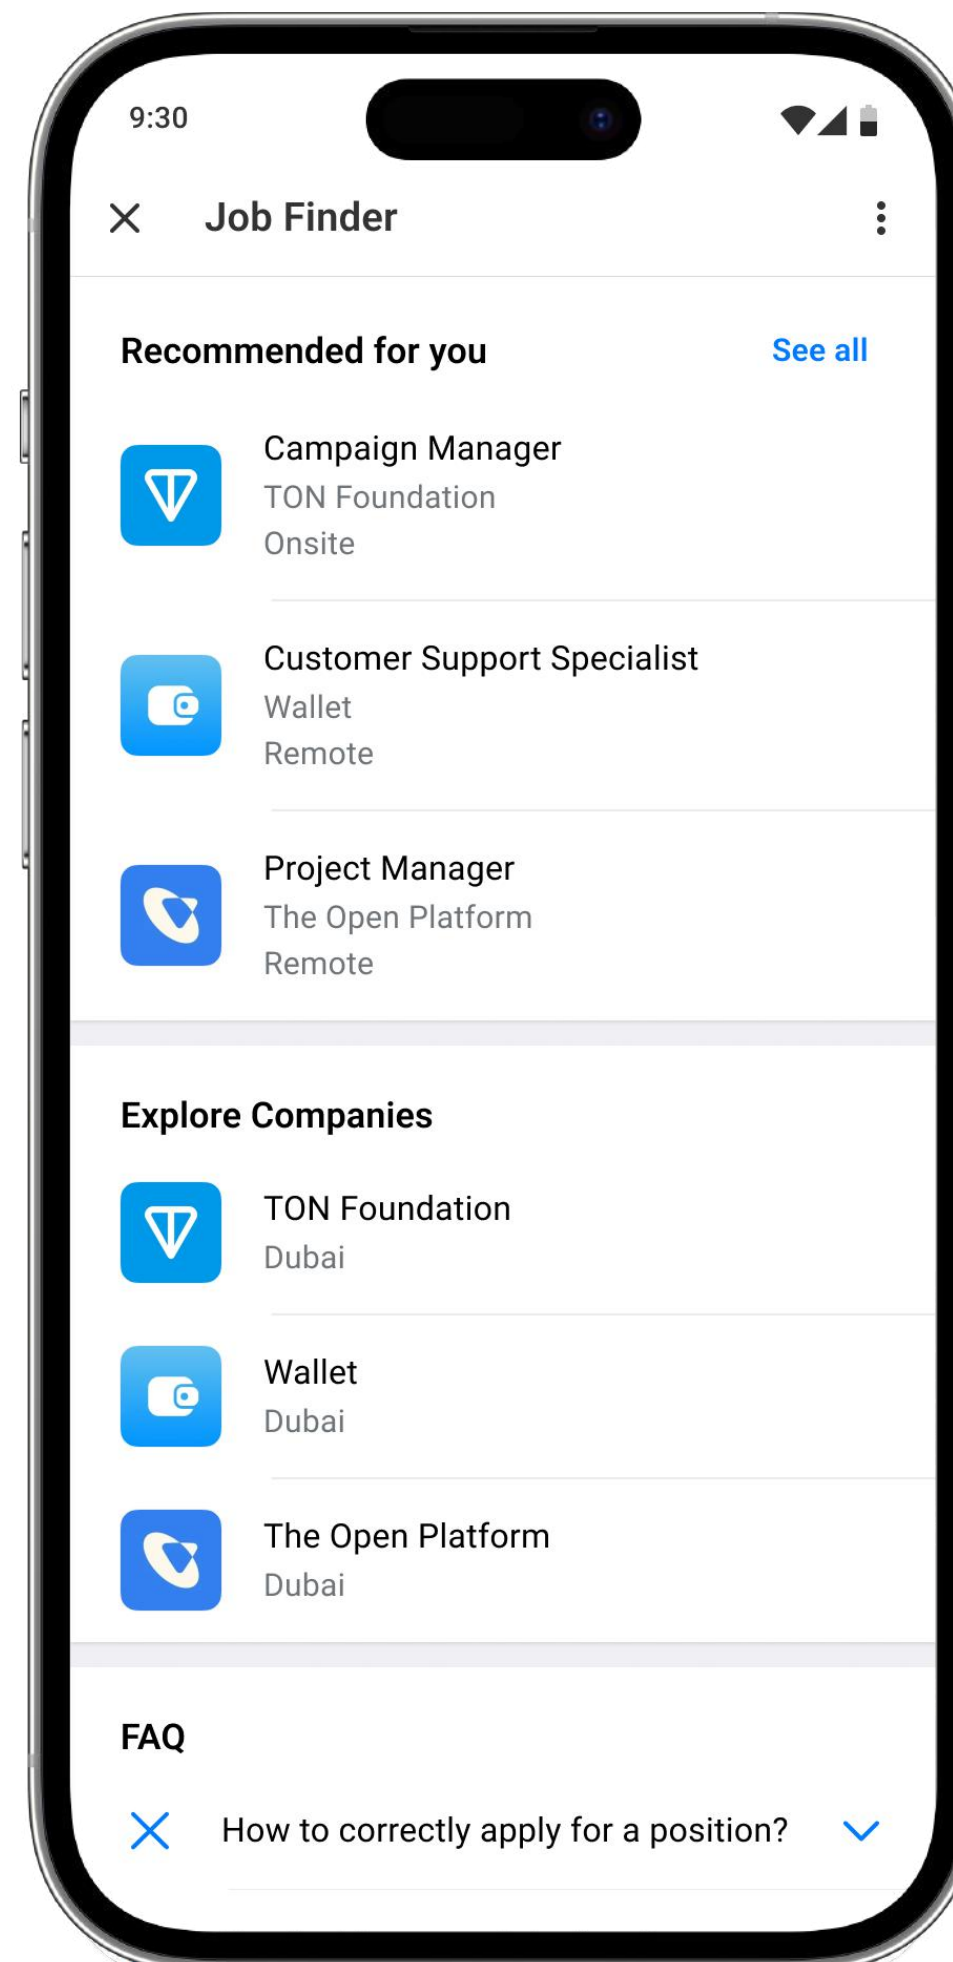 9:30
Job Finder
Recommended for you
See all
Campaign Manager
TON Foundation
Onsite
Customer Support Specialist
Wallet
Remote
Project Manager
The Open Platform
Remote
Explore Companies
TON Foundation
Dubai
Wallet
Dubai
The Open Platform
Dubai
FAQ
How to correctly apply for a position?